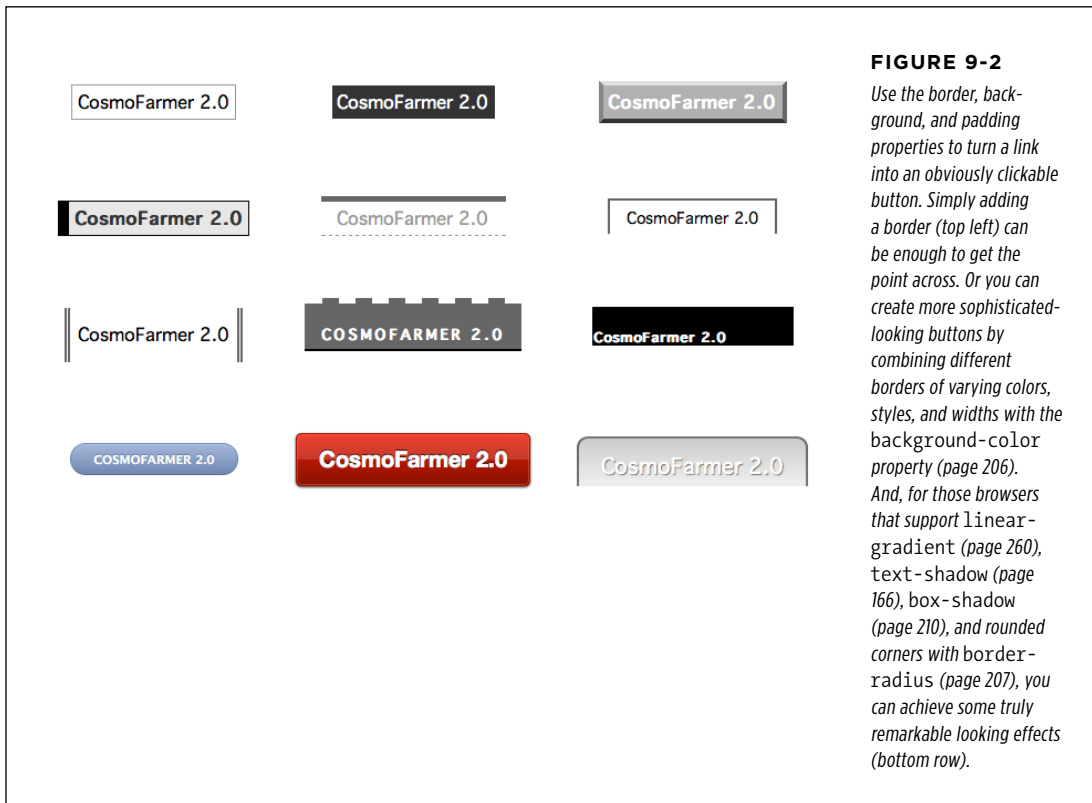 CosmoFarmer 2.0
CosmoFarmer 2.0
CosmoFarmer 2.0
CosmoFarmer 2.0
CosmoFarmer 2.0
CosmoFarmer 2.0
CosmoFarmer 2.0
COSMOFARMER 2.0
CosmoFarmer 2.0
COSMOFARMER 2.0
CosmoFarmer 2.0
CosmoFarmer 2.0
FIGURE 9-2
Use the border, back-
ground, and padding
properties to turn a link
into an obviously clickable
button. Simply adding
a border (top left) can
be enough to get the
point across. Or you can
create more sophisticated-
looking buttons by
combining different
borders of varying colors,
styles, and widths with the
background-color
property (page 206).
And, for those browsers
that support linear-
gradient (page 260),
text-shadow (page
166), box-shadow
(page 210), and rounded
corners with border-
radius (page 207), you
can achieve some truly
remarkable looking effects
(bottom row).